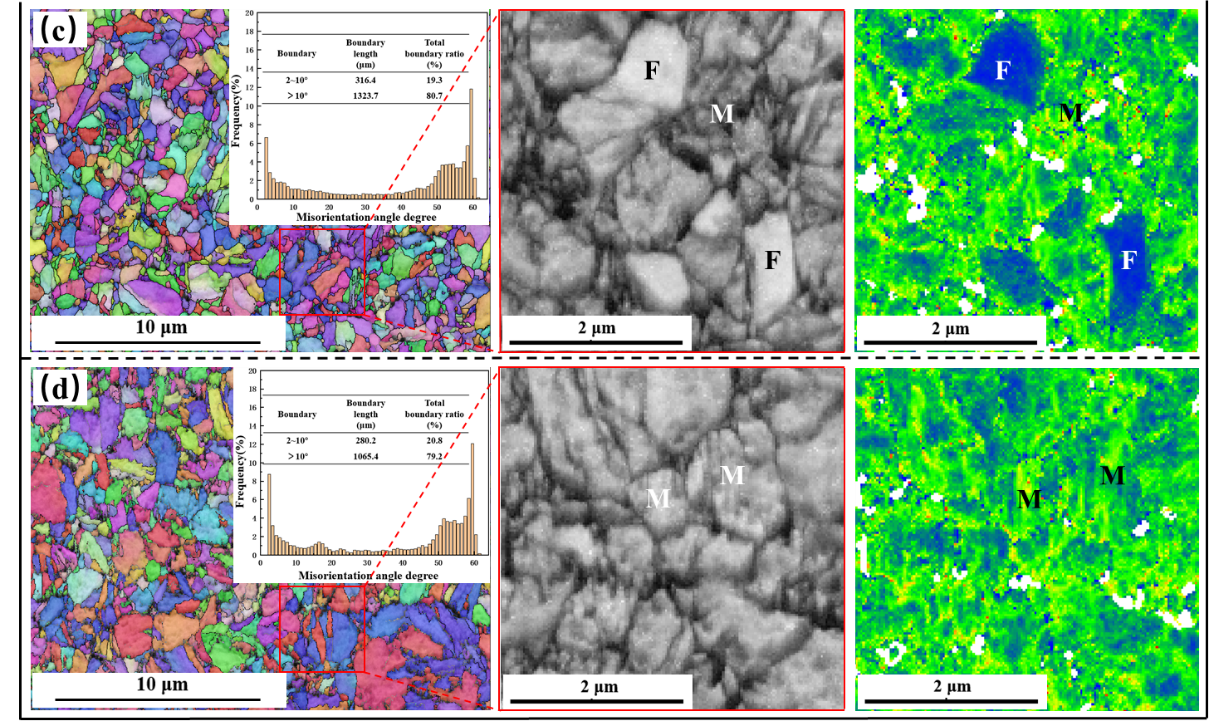 (c)
20
18
16
14
12
10
8
6
4
2
0
Frequency(%)
Boundary Boundary length (μm) Total boundary ratio (%)
2~10° 316.4 19.3
＞10° 1323.7 80.7
0 10 20 30 40 50 60
Misorientation angle degree
10 μm
F
M
F
2 μm
F
M
F
2 μm
(d)
20
18
16
14
12
10
8
6
4
2
0
Frequency(%)
Boundary Boundary length (μm) Total boundary ratio (%)
2~10° 280.2 20.8
＞10° 1065.4 79.2
0 10 20 30 40 50 60
Misorientation angle degree
10 μm
M
M
2 μm
M
M
2 μm